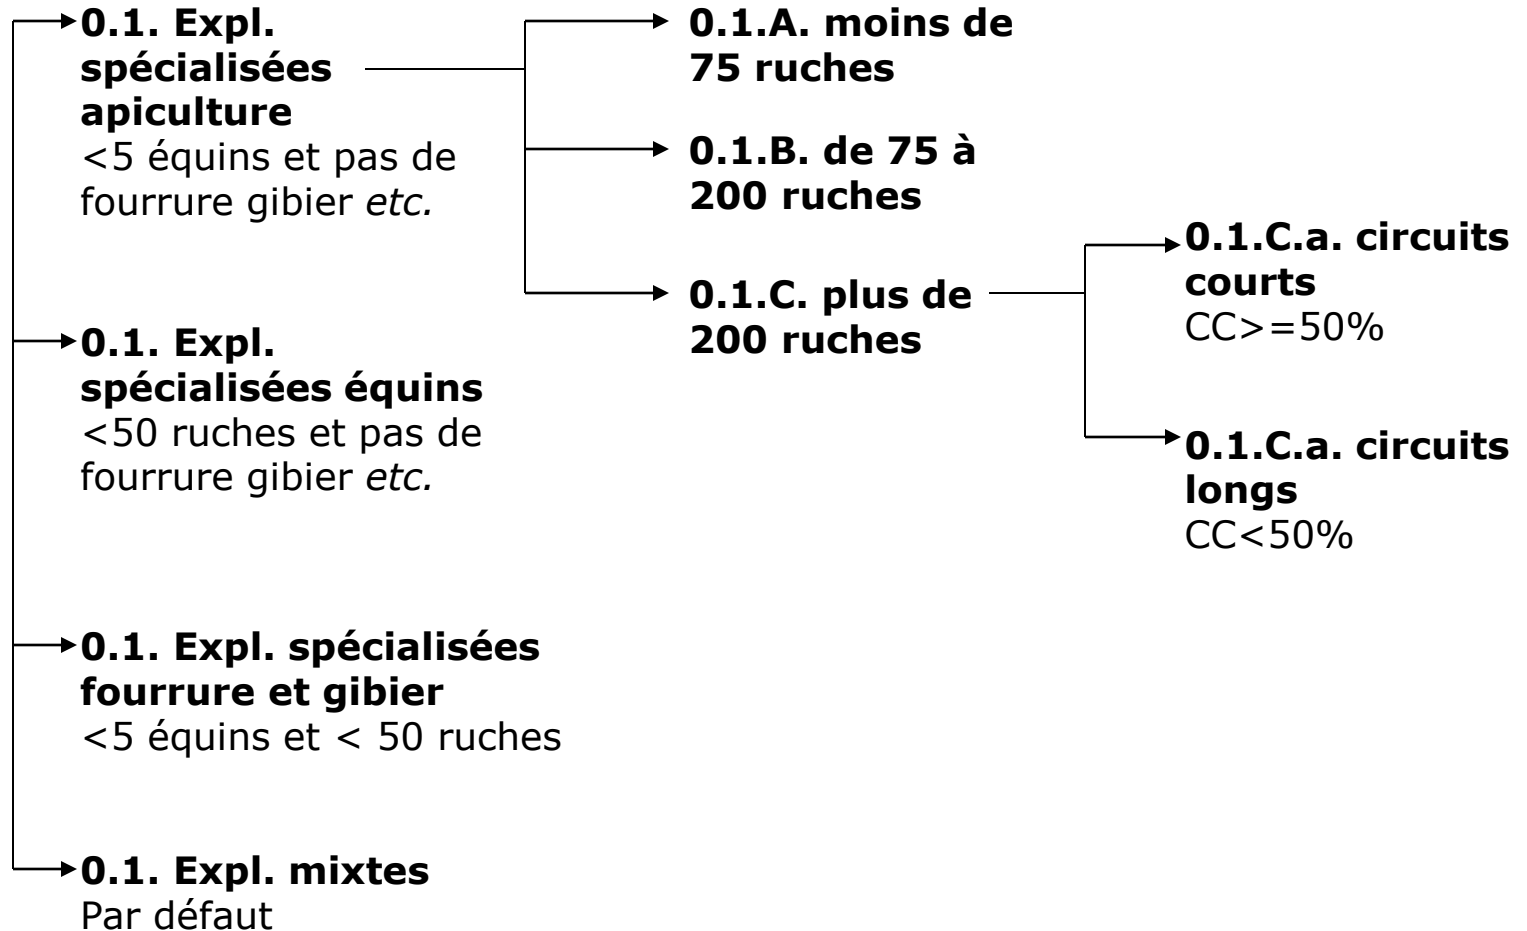 0.1. Expl.
spécialisées
apiculture
<5 équins et pas de
fourrure gibier etc.
0.1. Expl.
spécialisées équins
<50 ruches et pas de
fourrure gibier etc.
0.1. Expl. spécialisées
fourrure et gibier
<5 équins et < 50 ruches
0.1. Expl. mixtes
Par défaut
0.1.A. moins de
75 ruches
0.1.B. de 75 à
200 ruches
0.1.C. plus de
200 ruches
0.1.C.a. circuits
courts
CC>=50%
0.1.C.a. circuits
longs
CC<50%